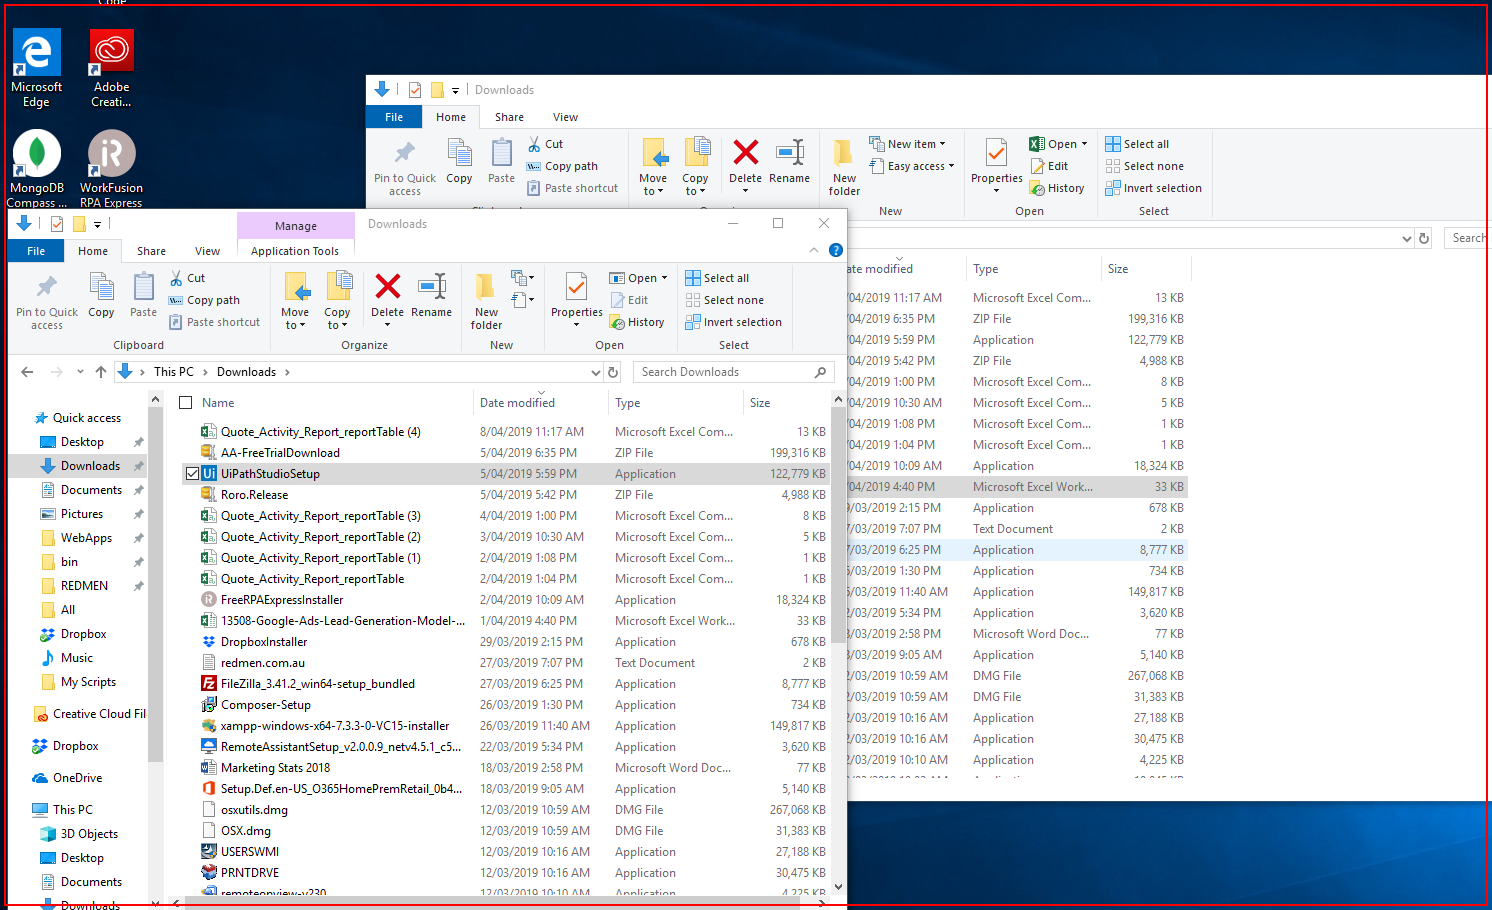 Code
Microsoft Edge
Adobe Creati...
MongoDB Compass ...
WorkFusion RPA Express
Downloads
File Home Share View
Pin to Quick access
Copy
Paste
Cut
Copy path
Paste shortcut
Move to
Copy to
Delete
Rename
New folder
New item
Easy access
New
Properties
Open
Edit
History
Open
Select all
Select none
Invert selection
Select
Search
Type
Size
04/2019 11:17 AM Microsoft Excel Com... 13 KB
04/2019 6:35 PM ZIP File 199,316 KB
04/2019 5:59 PM Application 122,779 KB
04/2019 5:42 PM ZIP File 4,988 KB
04/2019 1:00 PM Microsoft Excel Com... 8 KB
04/2019 10:30 AM Microsoft Excel Com... 5 KB
04/2019 1:08 PM Microsoft Excel Com... 1 KB
04/2019 1:04 PM Microsoft Excel Com... 1 KB
04/2019 10:09 AM Application 18,324 KB
04/2019 4:40 PM Microsoft Excel Work... 33 KB
/03/2019 2:15 PM Application 678 KB
/03/2019 7:07 PM Text Document 2 KB
/03/2019 6:25 PM Application 8,777 KB
/03/2019 1:30 PM Application 734 KB
/03/2019 11:40 AM Application 149,817 KB
/03/2019 5:34 PM Application 3,620 KB
/03/2019 2:58 PM Microsoft Word Doc... 77 KB
/03/2019 9:05 AM Application 5,140 KB
/03/2019 10:59 AM DMG File 267,068 KB
/03/2019 10:59 AM DMG File 31,383 KB
/03/2019 10:16 AM Application 27,188 KB
/03/2019 10:16 AM Application 30,475 KB
/03/2019 10:10 AM Application 4,225 KB
Manage
Downloads
File Home Share View Application Tools
Pin to Quick access
Copy
Paste
Cut
Copy path
Paste shortcut
Clipboard
Move to
Copy to
Delete
Rename
Organize
New folder
New
Properties
Open
Edit
History
Open
Select all
Select none
Invert selection
Select
This PC > Downloads >
Search Downloads
Quick access
Desktop
Downloads
Documents
Pictures
WebApps
bin
REDMEN
All
Dropbox
Music
My Scripts
Creative Cloud Fil
Dropbox
OneDrive
This PC
3D Objects
Desktop
Documents
Downloads
Name Date modified Type Size
Quote_Activity_Report_reportTable (4) 8/04/2019 11:17 AM Microsoft Excel Com... 13 KB
AA-FreeTrialDownload 5/04/2019 6:35 PM ZIP File 199,316 KB
UiPathStudioSetup 5/04/2019 5:59 PM Application 122,779 KB
Roro.Release 5/04/2019 5:42 PM ZIP File 4,988 KB
Quote_Activity_Report_reportTable (3) 4/04/2019 1:00 PM Microsoft Excel Com... 8 KB
Quote_Activity_Report_reportTable (2) 3/04/2019 10:30 AM Microsoft Excel Com... 5 KB
Quote_Activity_Report_reportTable (1) 2/04/2019 1:08 PM Microsoft Excel Com... 1 KB
Quote_Activity_Report_reportTable 2/04/2019 1:04 PM Microsoft Excel Com... 1 KB
FreeRPAExpressInstaller 2/04/2019 10:09 AM Application 18,324 KB
13508-Google-Ads-Lead-Generation-Model-... 1/04/2019 4:40 PM Microsoft Excel Work... 33 KB
DropboxInstaller 29/03/2019 2:15 PM Application 678 KB
redmen.com.au 27/03/2019 7:07 PM Text Document 2 KB
FileZilla_3.41.2_win64-setup_bundled 27/03/2019 6:25 PM Application 8,777 KB
Composer-Setup 26/03/2019 1:30 PM Application 734 KB
xampp-windows-x64-7.3.3-0-VC15-installer 26/03/2019 11:40 AM Application 149,817 KB
RemoteAssistantSetup_v2.0.0.9_netv4.5.1_c5... 22/03/2019 5:34 PM Application 3,620 KB
Marketing Stats 2018 18/03/2019 2:58 PM Microsoft Word Doc... 77 KB
Setup.Def.en-US_O365HomePremRetail_0b4... 18/03/2019 9:05 AM Application 5,140 KB
osxutils.dmg 12/03/2019 10:59 AM DMG File 267,068 KB
OSX.dmg 12/03/2019 10:59 AM DMG File 31,383 KB
USERSWMI 12/03/2019 10:16 AM Application 27,188 KB
PRNTDRVE 12/03/2019 10:16 AM Application 30,475 KB
remoteopview-v230 12/03/2019 10:10 AM Application 4,225 KB